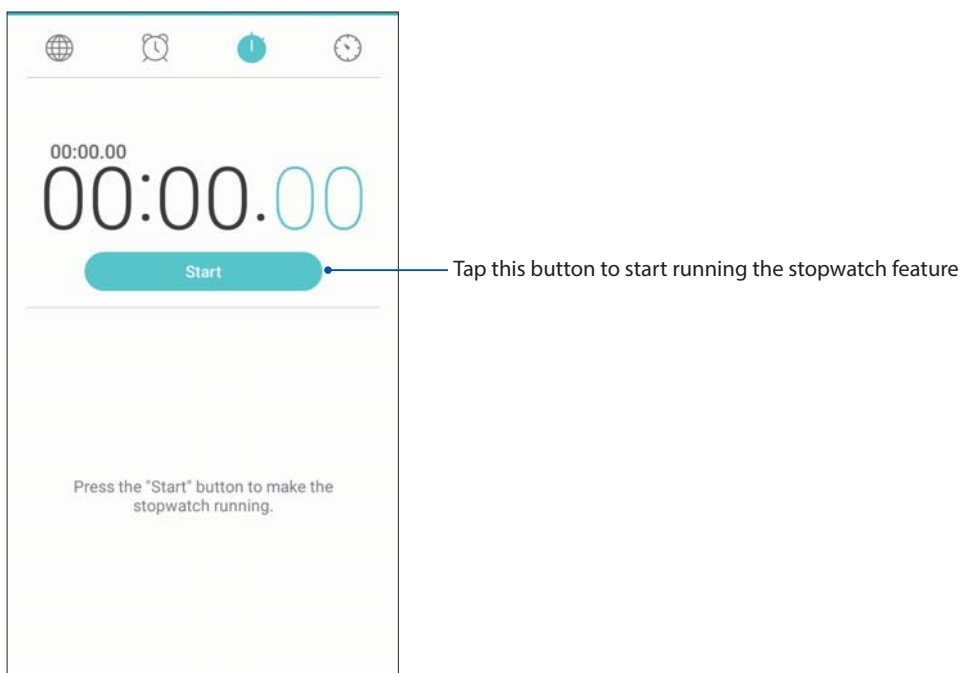 00:00.00
00:00.00
Start
Tap this button to start running the stopwatch feature
Press the "Start" button to make the
stopwatch running.